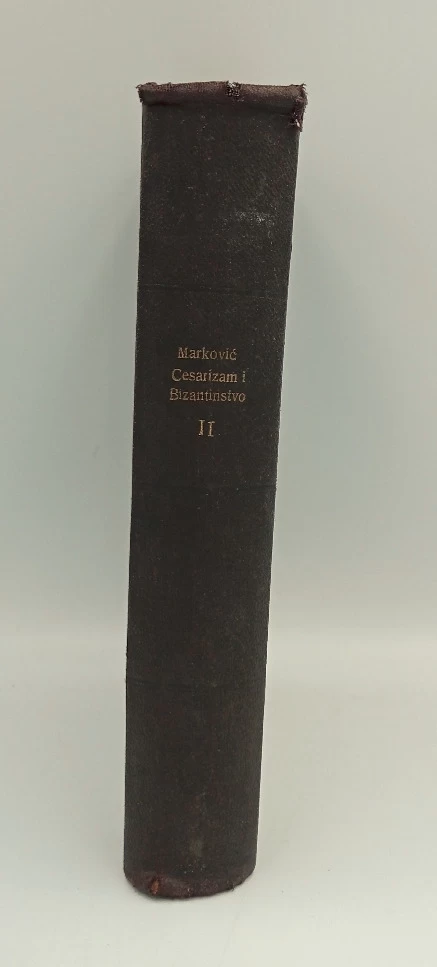 Marković
Cesarizam i
Bizantinstvo
II